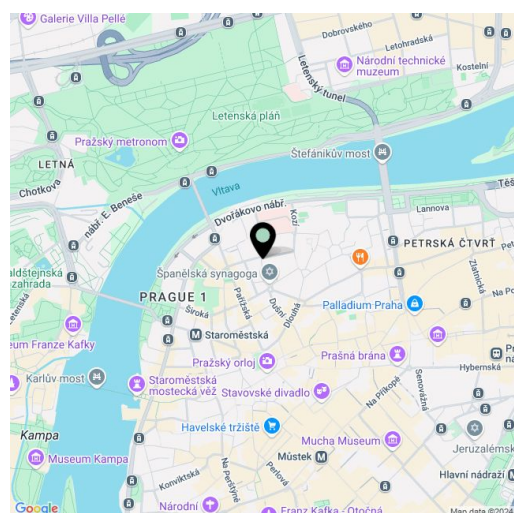 Galerie Villa Pellé
Dobrovského
Letohradská
Národní technické
muzeum
Kostelní
Letenský tunel
Letenská pláň
Pražský metronom
Štefánikův most
LETNÁ
Chotkova
nábř. E. Beneše
Vltava
Dvořákovo nábř.
Kozí
Lannova
Těš
PETRSKÁ ČTVRŤ
aldštejnská
zahrada
Španělská synagoga
Zlatnická
Na Po
PRAGUE 1
Pařížská
Dušní
Dlouhá
Palladium Praha
Široká
Staroměstská
um Franze Kafky
Prašná brána
Pražský orloj
Hybernská
Karlův most
Staroměstská
mostecká věž
Stavovské divadlo
Na Příkopě
Senovážná
Havelské tržiště
Kampa
Mucha Museum
Jeruzalémsk
Museum Kampa
Můstek
Konviktská
Na Perštýně
Perlová
Hlavní nádraží
Národní
Franz Kafka - Otočná
Google
Map data ©2024